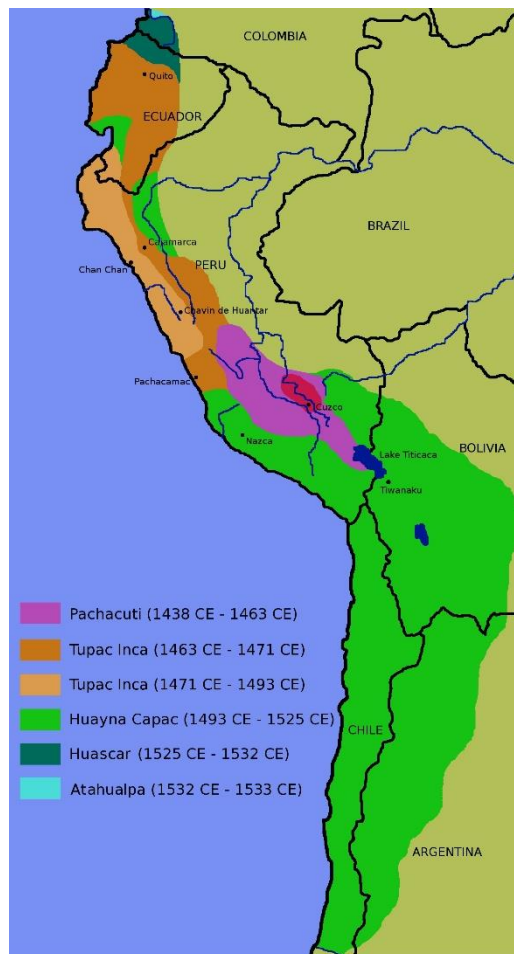 COLOMBIA
Quito
ECUADOR
BRAZIL
Cajamarca
PERU
Chan Chan
Chavin de Huantar
Pachacamac
Cuzco
Nazca
BOLIVIA
Lake Titicaca
Tiwanaku
Pachacuti (1438 CE - 1463 CE)
Tupac Inca (1463 CE - 1471 CE)
Tupac Inca (1471 CE - 1493 CE)
Huayna Capac (1493 CE - 1525 CE)
CHILE
Huascar (1525 CE - 1532 CE)
Atahualpa (1532 CE - 1533 CE)
ARGENTINA